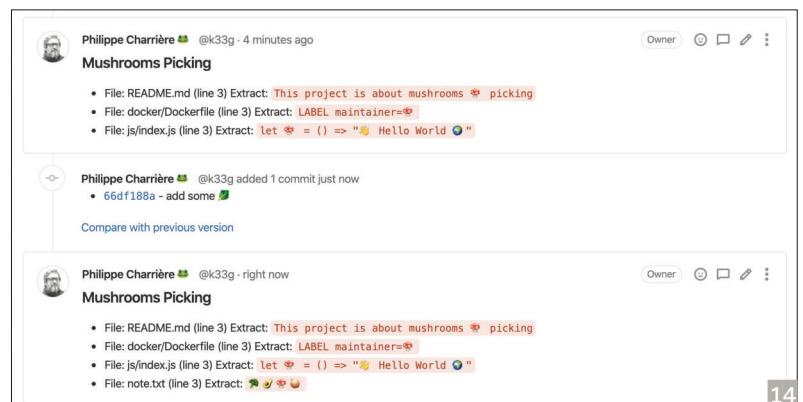 Philippe Charrière 🐸 @k33g · 4 minutes ago Owner
Mushrooms Picking
• File: README.md (line 3) Extract: This project is about mushrooms 🍄 picking
• File: docker/Dockerfile (line 3) Extract: LABEL maintainer=🍄
• File: js/index.js (line 3) Extract: let 🍄 = () => "👋 Hello World 🌍"
Philippe Charrière 🐸 @k33g added 1 commit just now
• 66df188a - add some 🥬
Compare with previous version
Philippe Charrière 🐸 @k33g · right now Owner
Mushrooms Picking
• File: README.md (line 3) Extract: This project is about mushrooms 🍄 picking
• File: docker/Dockerfile (line 3) Extract: LABEL maintainer=🍄
• File: js/index.js (line 3) Extract: let 🍄 = () => "👋 Hello World 🌍"
• File: note.txt (line 3) Extract: 🥦🥑🍄🥥
14